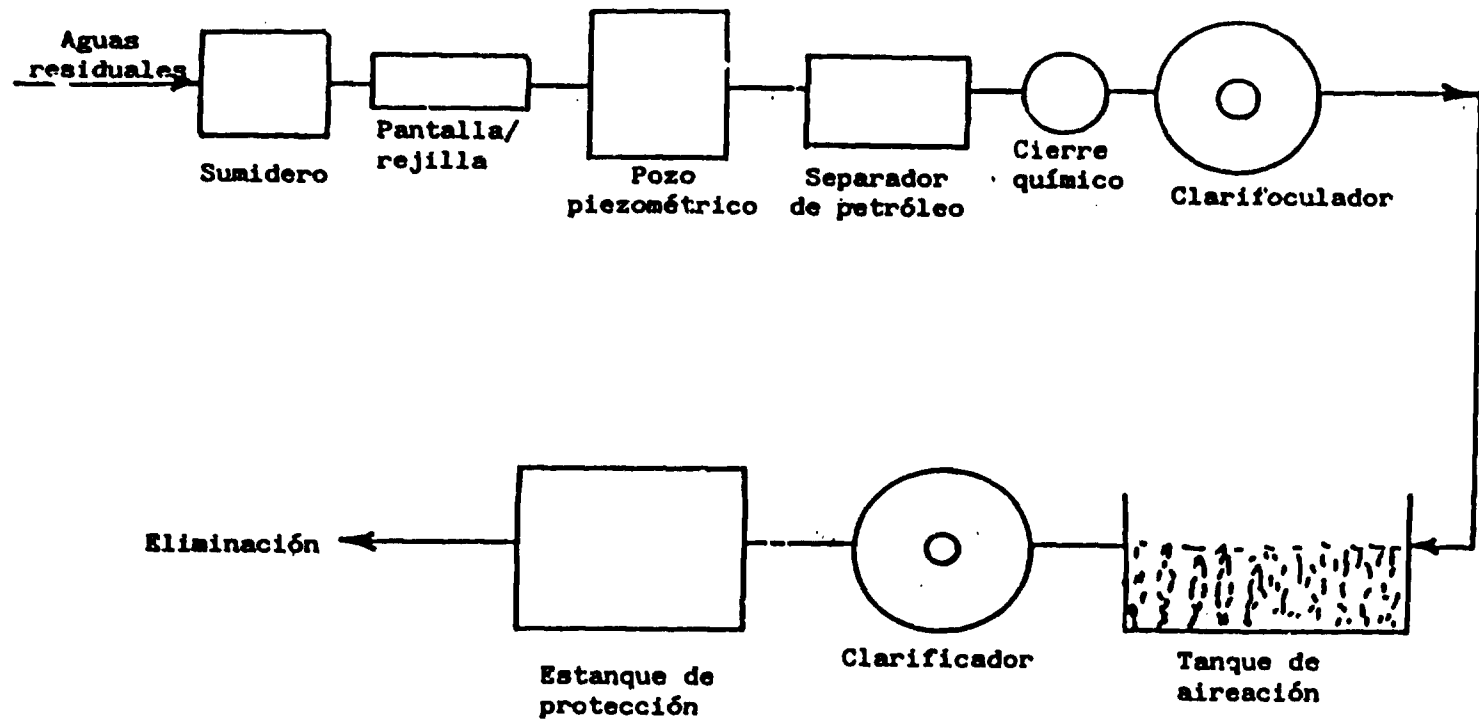 Aguas
residuales
Sumidero
Pantalla/
rejilla
Pozo
piezométrico
Separador
de petróleo
Cierre
químico
Clarifoculador
Eliminación
Estanque de
protección
Clarificador
Tanque de
aireación